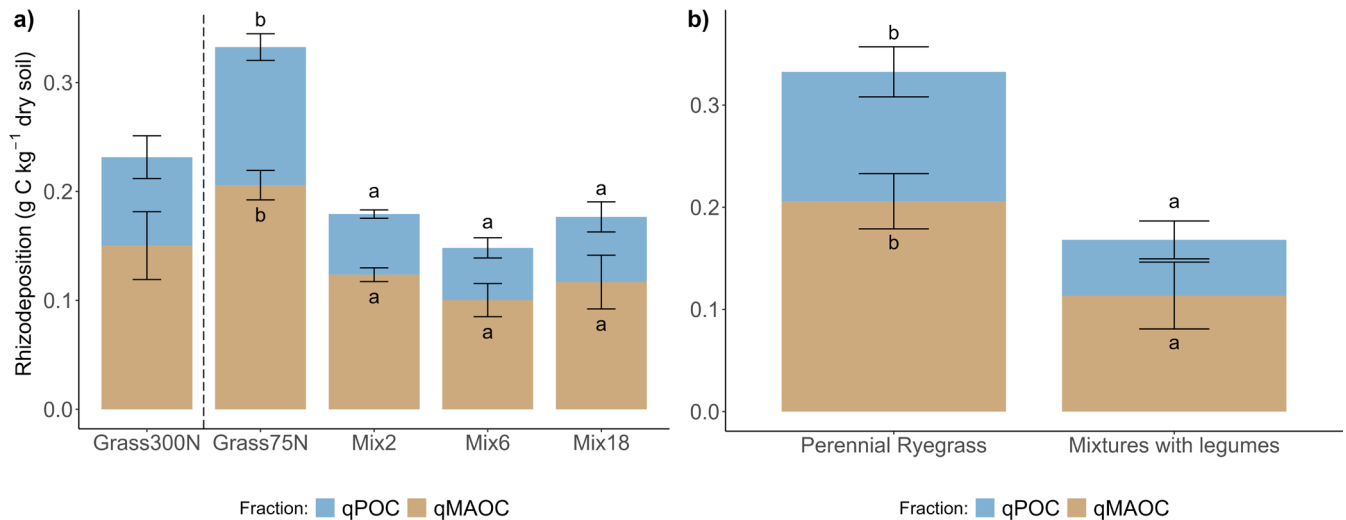 a)
Rhizodeposition (g C kg⁻¹ dry soil)
0.3
0.2
0.1
0.0
b
b
a
a
a
a
a
a
Grass300N Grass75N Mix2 Mix6 Mix18
Fraction: qPOC qMAOC
b)
0.3
0.2
0.1
0.0
b
b
a
a
Perennial Ryegrass Mixtures with legumes
Fraction: qPOC qMAOC